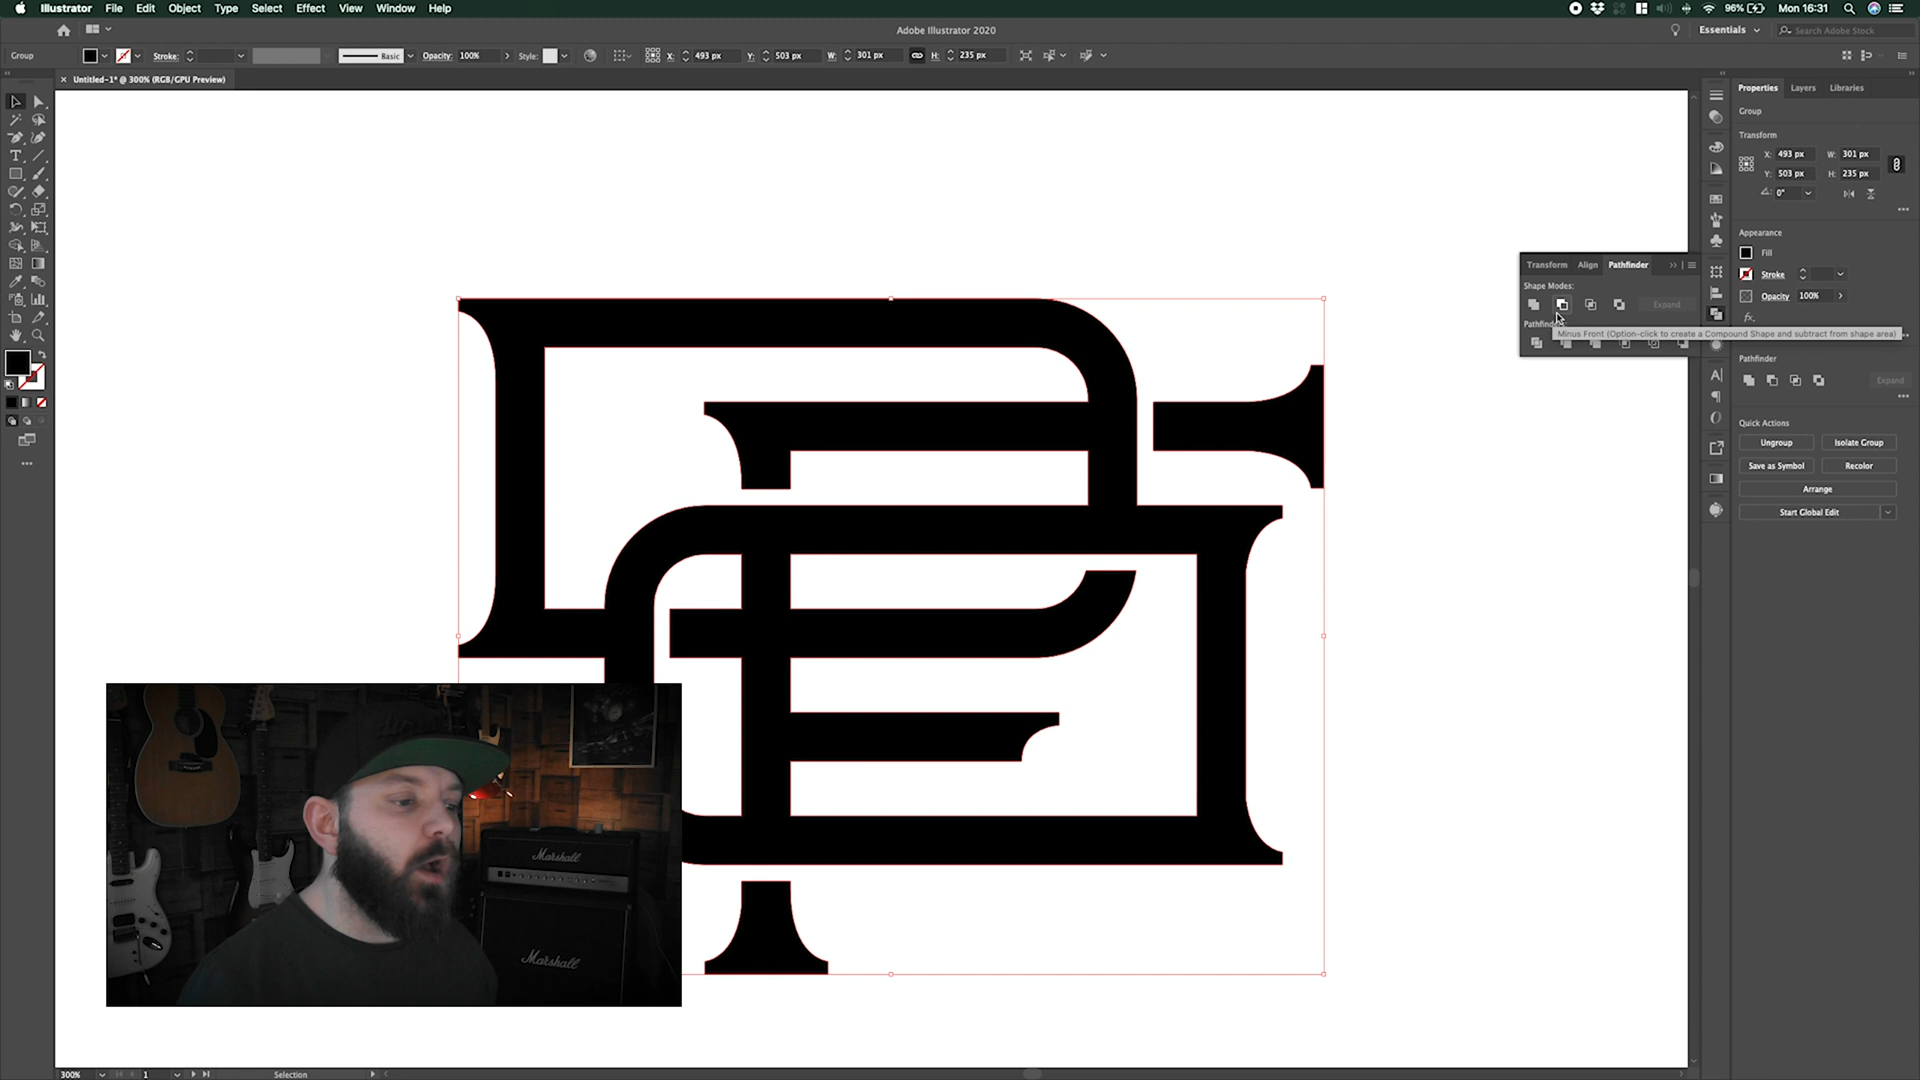 Illustrator File Edit Object Type Select Effect View Window Help
96% Mon 16:31
Adobe Illustrator 2020
Essentials
Search Adobe Stock
Group Stroke: Basic Opacity: 100% Style: X: 493 px Y: 503 px W: 301 px H: 235 px
Untitled-1* @ 300% (RGB/GPU Preview)
Properties Layers Libraries
Group
Transform
X: 493 px W: 301 px
Y: 503 px H: 235 px
0°
Appearance
Fill
Stroke
Opacity 100%
fx.
Transform Align Pathfinder
Shape Modes:
Expand
Minus Front (Option-click to create a Compound Shape and subtract from shape area)
Pathfinder
Expand
Quick Actions
Ungroup Isolate Group
Save as Symbol Recolor
Arrange
Start Global Edit
Marshall
Marshall
300% 1 Selection